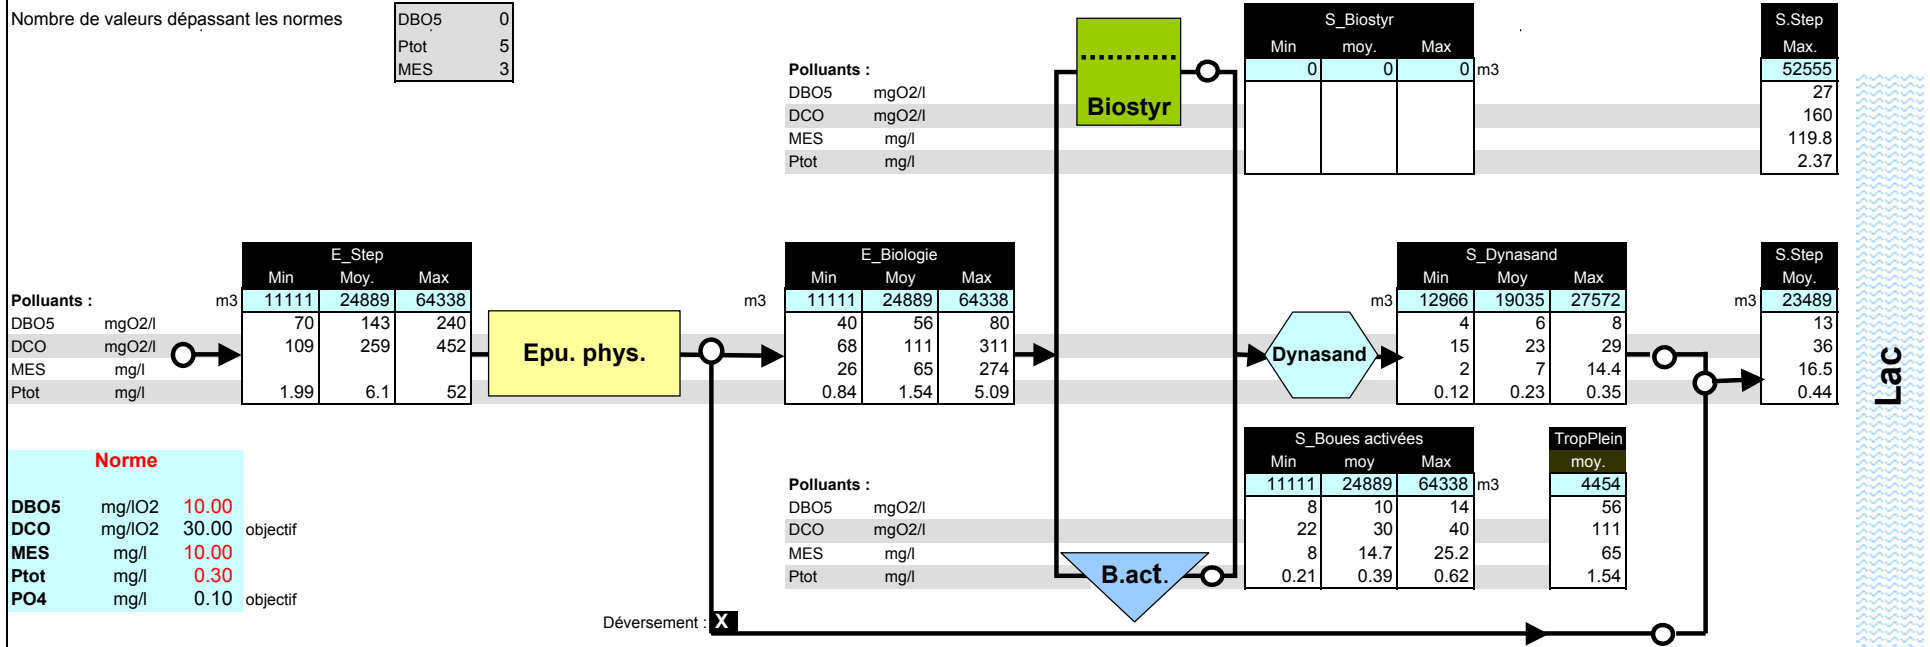 Nombre de valeurs dépassant les normes
DBO5 0
Ptot 5
MES 3
Polluants :
DBO5 mgO2/l
DCO mgO2/l
MES mg/l
Ptot mg/l
Biostyr
S_Biostyr
Min moy. Max
0 0 0 m3
S.Step
Max.
52555
27
160
119.8
2.37
Polluants :
DBO5 mgO2/l
DCO mgO2/l
MES mg/l
Ptot mg/l
E_Step
Min Moy. Max
m3 11111 24889 64338
70 143 240
109 259 452
1.99 6.1 52
Epu. phys.
E_Biologie
Min Moy Max
m3 11111 24889 64338
40 56 80
68 111 311
26 65 274
0.84 1.54 5.09
Dynasand
S_Dynasand
Min Moy Max
m3 12966 19035 27572
4 6 8
15 23 29
2 7 14.4
0.12 0.23 0.35
S.Step
Moy.
m3 23489
13
36
16.5
0.44
Lac
Norme
DBO5 mg/lO2 10.00
DCO mg/lO2 30.00 objectif
MES mg/l 10.00
Ptot mg/l 0.30
PO4 mg/l 0.10 objectif
Polluants :
DBO5 mgO2/l
DCO mgO2/l
MES mg/l
Ptot mg/l
B.act.
S_Boues activées
Min moy Max
11111 24889 64338 m3
8 10 14
22 30 40
8 14.7 25.2
0.21 0.39 0.62
TropPlein
moy.
4454
56
111
65
1.54
Déversement : X